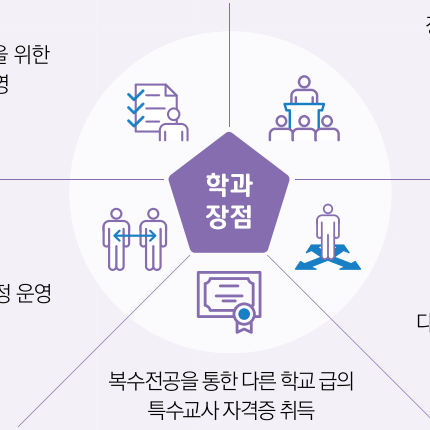 을 위한
영
학과
장점
정 운영
복수전공을 통한 다른 학교 급의
특수교사 자격증 취득